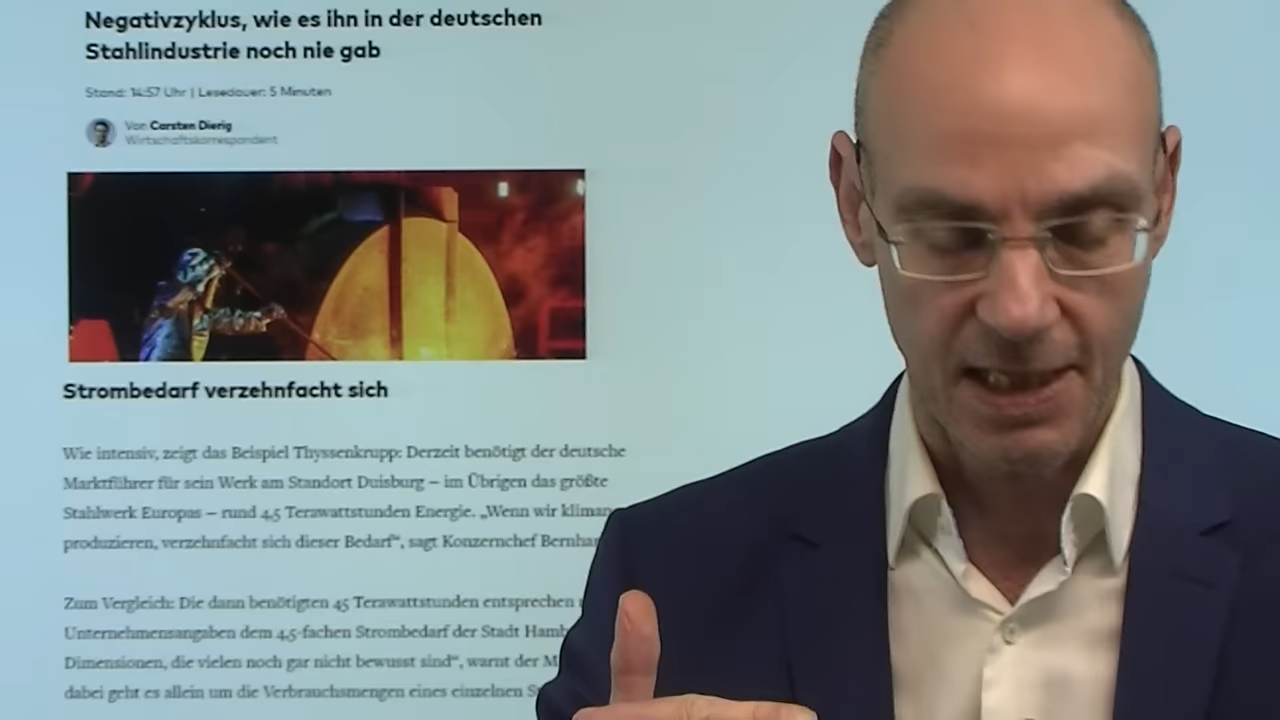 Negativzyklus, wie es ihn in der deutschen
Stahlindustrie noch nie gab
Stand: 14:57 Uhr | Lesedauer: 5 Minuten
Von Carsten Dierig
Wirtschaftskorrespondent
Strombedarf verzehnfacht sich
Wie intensiv, zeigt das Beispiel Thyssenkrupp: Derzeit benötigt der deutsche
Marktführer für sein Werk am Standort Duisburg – im Übrigen das größte
Stahlwerk Europas – rund 4,5 Terawattstunden Energie. „Wenn wir
produzieren, verzehnfacht sich dieser Bedarf“, sagt Konzernchef
Zum Vergleich: Die dann benötigten 45 Terawattstunden entsprechen
Unternehmensangaben dem 4,5-fachen Strombedarf der Stadt
Dimensionen, die vielen noch gar nicht bewusst sind“, warnt der
dabei geht es allein um die Verbrauchsmengen eines einzelnen